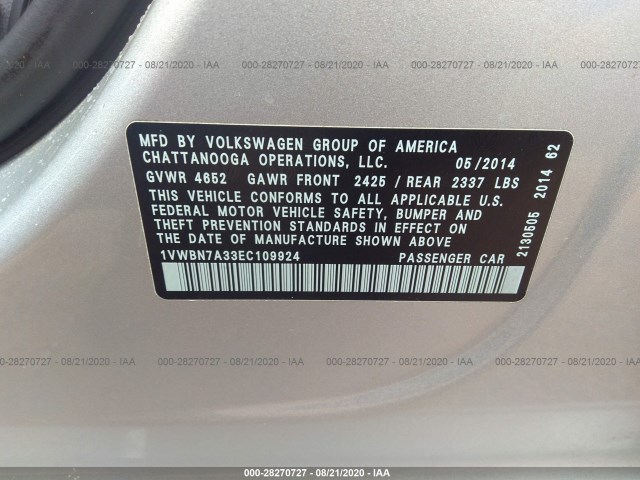 000-28270727 - 08/21/2020 - IAA
MFD BY VOLKSWAGEN GROUP OF AMERICA
CHATTANOOGA OPERATIONS, LLC. 05/2014
GVWR 4652 GAWR FRONT 2425 / REAR 2337 LBS
THIS VEHICLE CONFORMS TO ALL APPLICABLE U.S.
FEDERAL MOTOR VEHICLE SAFETY, BUMPER AND
THEFT PREVENTION STANDARDS IN EFFECT ON
THE DATE OF MANUFACTURE SHOWN ABOVE.
1VWBN7A33EC109924 PASSENGER CAR
2130505 2014 62
000-28270727 - 08/21/2020 - IAA
000-28270727 - 08/21/2020 - IAA